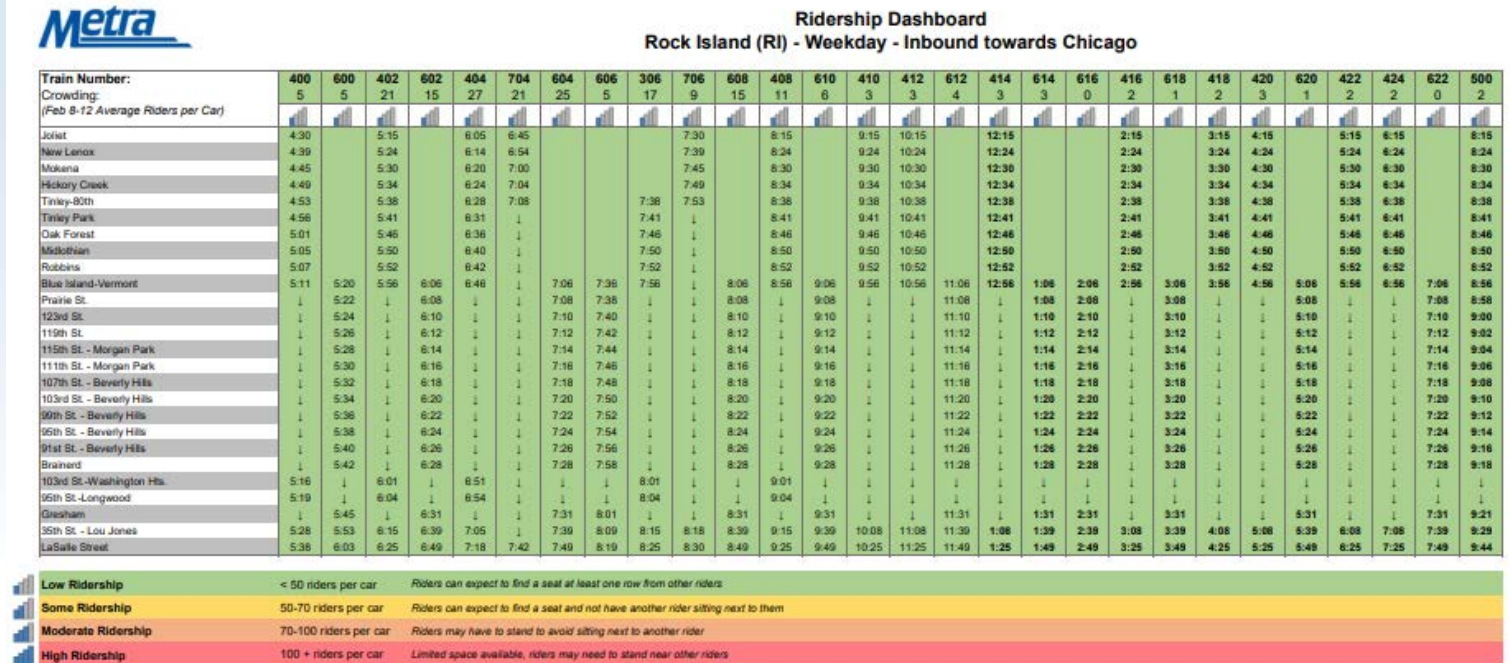 Metra
Ridership Dashboard
Rock Island (RI) - Weekday - Inbound towards Chicago
Train Number: 400 600 402 602 404 704 604 606 306 706 608 408 610 410 412 612 414 614 616 416 618 418 420 620 422 424 622 500
Crowding: 5 5 21 15 27 21 25 5 17 9 15 11 6 3 3 4 3 3 0 2 1 2 3 1 2 2 0 2
(Feb 8-12 Average Riders per Car)
Joliet 4:30 5:15 6:05 6:45 7:30 8:15 9:15 10:15 12:15 2:15 3:15 4:15 5:15 6:15 8:15
New Lenox 4:39 5:24 6:14 6:54 7:39 8:24 9:24 10:24 12:24 2:24 3:24 4:24 5:24 6:24 8:24
Mokena 4:45 5:30 6:20 7:00 7:45 8:30 9:30 10:30 12:30 2:30 3:30 4:30 5:30 6:30 8:30
Hickory Creek 4:49 5:34 6:24 7:04 7:49 8:34 9:34 10:34 12:34 2:34 3:34 4:34 5:34 6:34 8:34
Tinley-80th 4:53 5:38 6:28 7:08 7:38 7:53 8:38 9:38 10:38 12:38 2:38 3:38 4:38 5:38 6:38 8:38
Tinley Park 4:56 5:41 6:31 ↓ 7:41 ↓ 8:41 9:41 10:41 12:41 2:41 3:41 4:41 5:41 6:41 8:41
Oak Forest 5:01 5:46 6:36 ↓ 7:46 ↓ 8:46 9:46 10:46 12:46 2:46 3:46 4:46 5:46 6:46 8:46
Midlothian 5:05 5:50 6:40 ↓ 7:50 ↓ 8:50 9:50 10:50 12:50 2:50 3:50 4:50 5:50 6:50 8:50
Robbins 5:07 5:52 6:42 ↓ 7:52 ↓ 8:52 9:52 10:52 12:52 2:52 3:52 4:52 5:52 6:52 8:52
Blue Island-Vermont 5:11 5:20 5:56 6:06 6:46 ↓ 7:06 7:36 7:56 ↓ 8:06 8:56 9:06 9:56 10:56 11:06 12:56 1:06 2:06 2:56 3:06 3:56 4:56 5:06 5:56 6:56 7:06 8:56
Prairie St. ↓ 5:22 ↓ 6:08 ↓ ↓ 7:08 7:38 ↓ ↓ 8:08 ↓ 9:08 ↓ ↓ 11:08 ↓ 1:08 2:08 ↓ 3:08 ↓ ↓ 5:08 ↓ ↓ 7:08 8:58
123rd St. ↓ 5:24 ↓ 6:10 ↓ ↓ 7:10 7:40 ↓ ↓ 8:10 ↓ 9:10 ↓ ↓ 11:10 ↓ 1:10 2:10 ↓ 3:10 ↓ ↓ 5:10 ↓ ↓ 7:10 9:00
119th St. ↓ 5:26 ↓ 6:12 ↓ ↓ 7:12 7:42 ↓ ↓ 8:12 ↓ 9:12 ↓ ↓ 11:12 ↓ 1:12 2:12 ↓ 3:12 ↓ ↓ 5:12 ↓ ↓ 7:12 9:02
115th St. - Morgan Park ↓ 5:28 ↓ 6:14 ↓ ↓ 7:14 7:44 ↓ ↓ 8:14 ↓ 9:14 ↓ ↓ 11:14 ↓ 1:14 2:14 ↓ 3:14 ↓ ↓ 5:14 ↓ ↓ 7:14 9:04
111th St. - Morgan Park ↓ 5:30 ↓ 6:16 ↓ ↓ 7:16 7:46 ↓ ↓ 8:16 ↓ 9:16 ↓ ↓ 11:16 ↓ 1:16 2:16 ↓ 3:16 ↓ ↓ 5:16 ↓ ↓ 7:16 9:06
107th St. - Beverly Hills ↓ 5:32 ↓ 6:18 ↓ ↓ 7:18 7:48 ↓ ↓ 8:18 ↓ 9:18 ↓ ↓ 11:18 ↓ 1:18 2:18 ↓ 3:18 ↓ ↓ 5:18 ↓ ↓ 7:18 9:08
103rd St. - Beverly Hills ↓ 5:34 ↓ 6:20 ↓ ↓ 7:20 7:50 ↓ ↓ 8:20 ↓ 9:20 ↓ ↓ 11:20 ↓ 1:20 2:20 ↓ 3:20 ↓ ↓ 5:20 ↓ ↓ 7:20 9:10
99th St. - Beverly Hills ↓ 5:36 ↓ 6:22 ↓ ↓ 7:22 7:52 ↓ ↓ 8:22 ↓ 9:22 ↓ ↓ 11:22 ↓ 1:22 2:22 ↓ 3:22 ↓ ↓ 5:22 ↓ ↓ 7:22 9:12
95th St. - Beverly Hills ↓ 5:38 ↓ 6:24 ↓ ↓ 7:24 7:54 ↓ ↓ 8:24 ↓ 9:24 ↓ ↓ 11:24 ↓ 1:24 2:24 ↓ 3:24 ↓ ↓ 5:24 ↓ ↓ 7:24 9:14
91st St. - Beverly Hills ↓ 5:40 ↓ 6:26 ↓ ↓ 7:26 7:56 ↓ ↓ 8:26 ↓ 9:26 ↓ ↓ 11:26 ↓ 1:26 2:26 ↓ 3:26 ↓ ↓ 5:26 ↓ ↓ 7:26 9:16
Brainerd ↓ 5:42 ↓ 6:28 ↓ ↓ 7:28 7:58 ↓ ↓ 8:28 ↓ 9:28 ↓ ↓ 11:28 ↓ 1:28 2:28 ↓ 3:28 ↓ ↓ 5:28 ↓ ↓ 7:28 9:18
103rd St.-Washington Hts. 5:16 ↓ 6:01 ↓ 6:51 ↓ ↓ ↓ 8:01 ↓ ↓ 9:01 ↓ ↓ ↓ ↓ ↓ ↓ ↓ ↓ ↓ ↓ ↓ ↓ ↓ ↓ ↓ ↓
95th St.-Longwood 5:19 ↓ 6:04 ↓ 6:54 ↓ ↓ ↓ 8:04 ↓ ↓ 9:04 ↓ ↓ ↓ ↓ ↓ ↓ ↓ ↓ ↓ ↓ ↓ ↓ ↓ ↓ ↓ ↓
Gresham ↓ 5:45 ↓ 6:31 ↓ ↓ 7:31 8:01 ↓ ↓ 8:31 ↓ 9:31 ↓ ↓ 11:31 ↓ 1:31 2:31 ↓ 3:31 ↓ ↓ 5:31 ↓ ↓ 7:31 9:21
35th St. - Lou Jones 5:28 5:53 6:15 6:39 7:05 ↓ 7:39 8:09 8:15 8:18 8:39 9:15 9:39 10:08 11:08 11:39 1:08 1:39 2:39 3:08 3:39 4:08 5:08 5:39 6:08 7:08 7:39 9:29
LaSalle Street 5:38 6:03 6:25 6:49 7:18 7:42 7:49 8:19 8:25 8:30 8:49 9:25 9:49 10:25 11:25 11:49 1:25 1:49 2:49 3:25 3:49 4:25 5:25 5:49 6:25 7:25 7:49 9:44
Low Ridership < 50 riders per car Riders can expect to find a seat at least one row from other riders
Some Ridership 50-70 riders per car Riders can expect to find a seat and not have another rider sitting next to them
Moderate Ridership 70-100 riders per car Riders may have to stand to avoid sitting next to another rider
High Ridership 100 + riders per car Limited space available, riders may need to stand near other riders